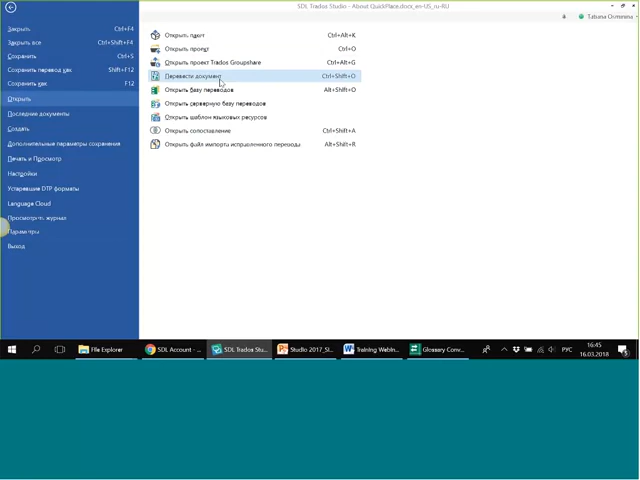 SDL Trados Studio - About QuickPlace.docx_en-US_ru-RU
Tatiana Osminina
Закрыть Ctrl+F4
Закрыть все Ctrl+Shift+F4
Сохранить Ctrl+S
Сохранить перевод как Shift+F12
Сохранить как F12
Открыть
Последние документы
Создать
Дополнительные параметры сохранения
Печать и Просмотр
Настройки
Устаревшие DTP форматы
Language Cloud
Просмотреть журнал
Параметры
Выход
Открыть пакет Ctrl+Alt+K
Открыть проект Ctrl+O
Открыть проект Trados Groupshare Ctrl+Alt+G
Перевести документ Ctrl+Shift+O
Открыть базу переводов Alt+Shift+O
Открыть серверную базу переводов
Открыть шаблон языковых ресурсов
Открыть сопоставление Ctrl+Shift+A
Открыть файл импорта исправленного перевода Alt+Shift+R
File Explorer
SDL Account - ...
SDL Trados Stu...
Studio 2017_SI...
Training Webin...
Glossary Conv...
РУС
16:45
16.03.2018